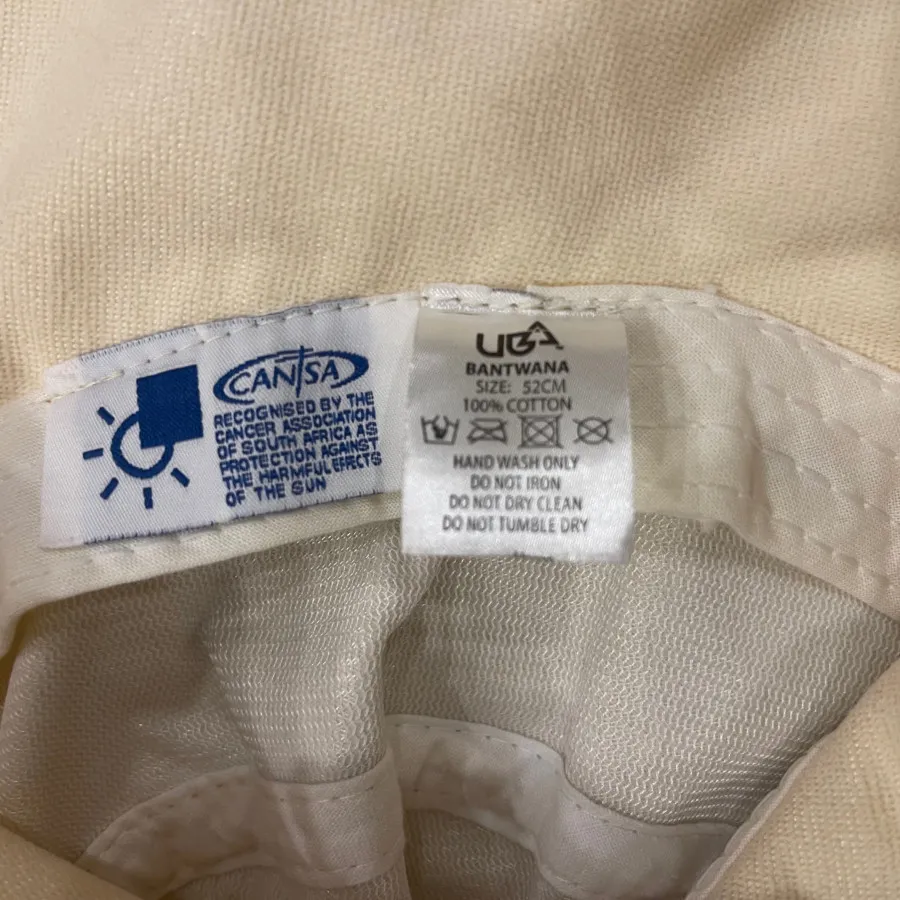 CANSA
RECOGNISED BY THE
CANCER ASSOCIATION
OF SOUTH AFRICA AS
PROTECTION AGAINST
THE HARMFUL EFFECTS
OF THE SUN
UGA
BANTWANA
SIZE: 52CM
100% COTTON
HAND WASH ONLY
DO NOT IRON
DO NOT DRY CLEAN
DO NOT TUMBLE DRY